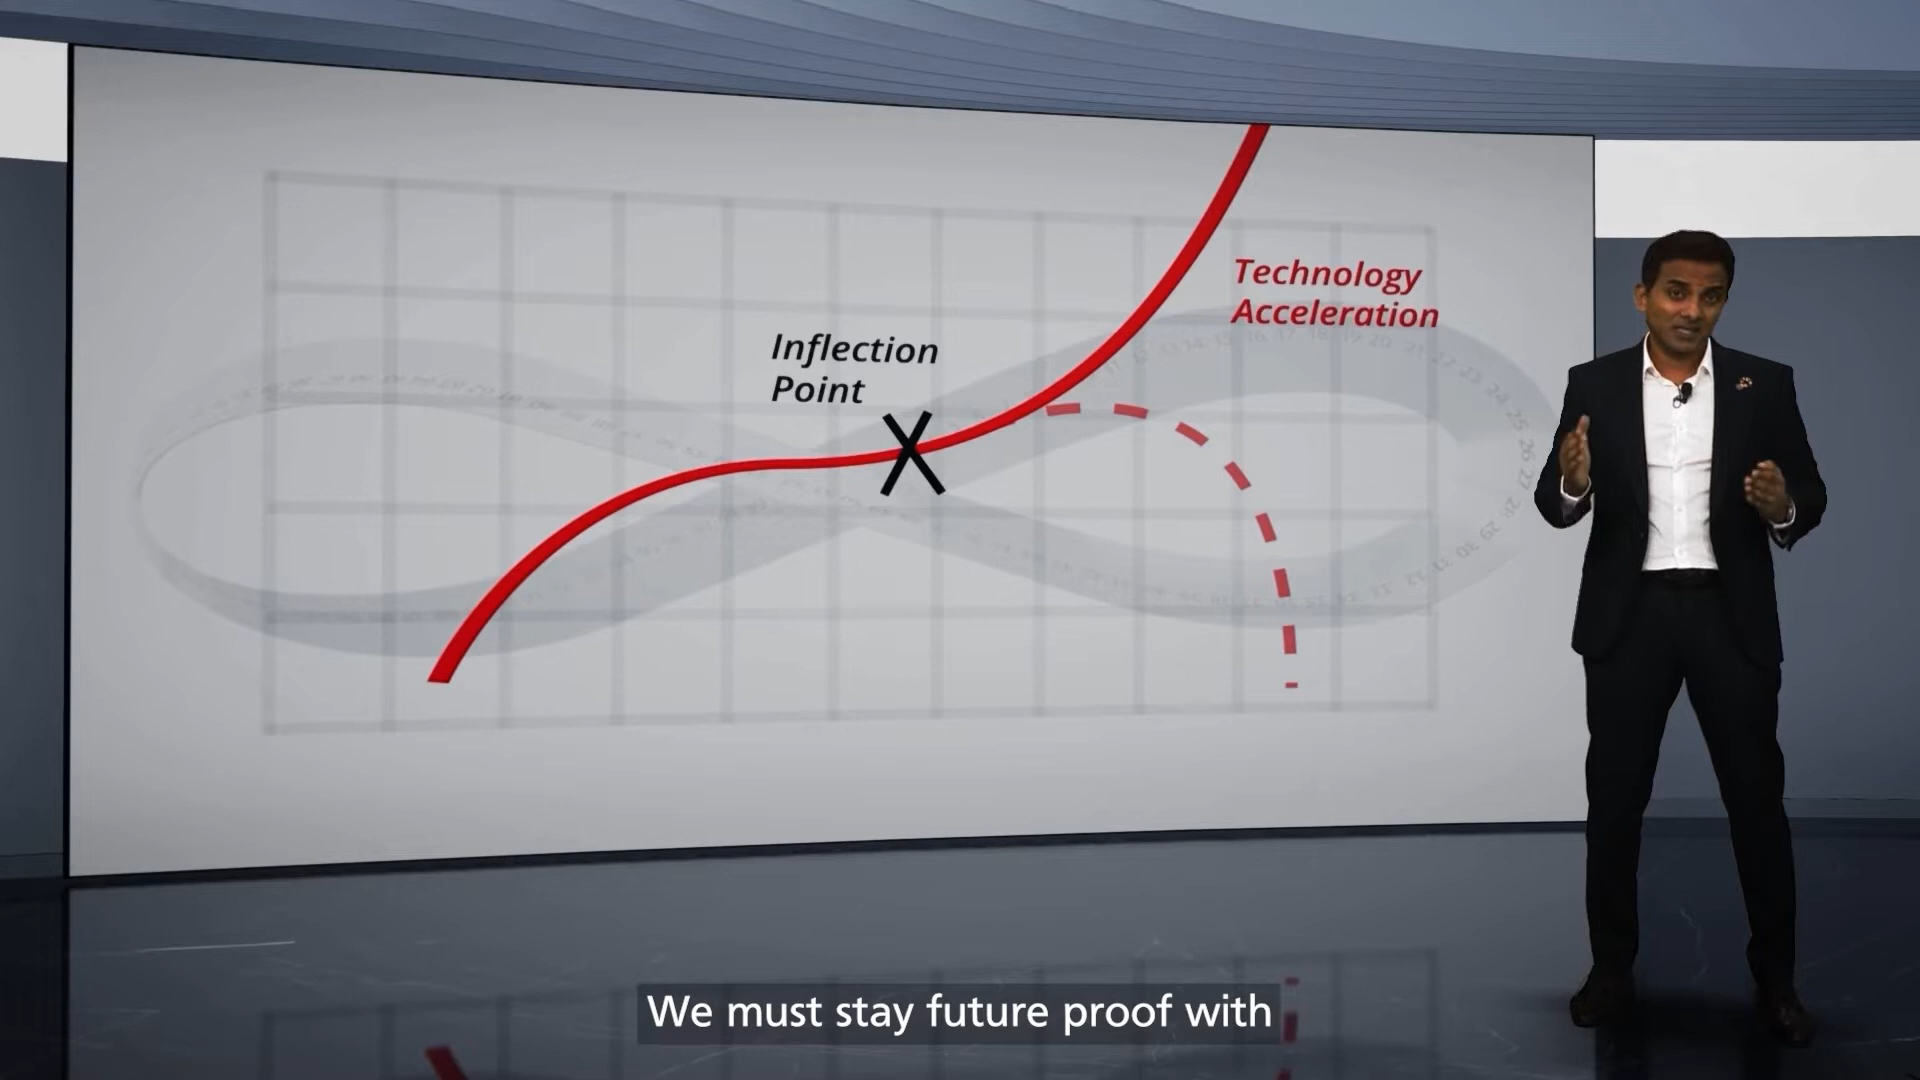 Inflection
Point
Technology
Acceleration
We must stay future proof with